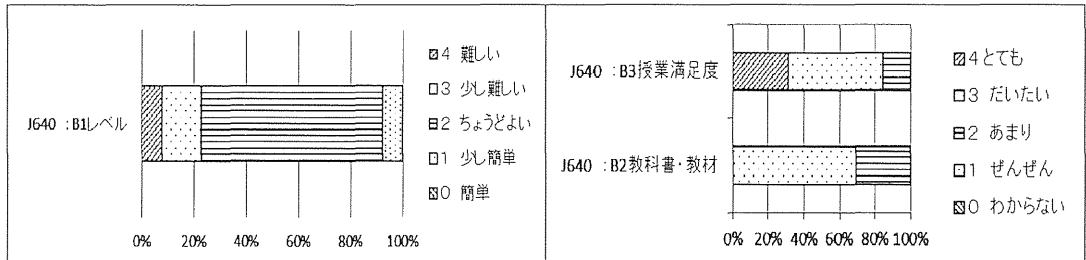 J640 :B1レベル
0% 20% 40% 60% 80% 100%
4 難しい
3 少し難しい
2 ちょうどよい
1 少し簡単
0 簡単
J640 :B3授業満足度
J640 :B2教科書・教材
0% 20% 40% 60% 80% 100%
4とても
3 だいたい
2 あまり
1 ぜんぜん
0 わからない